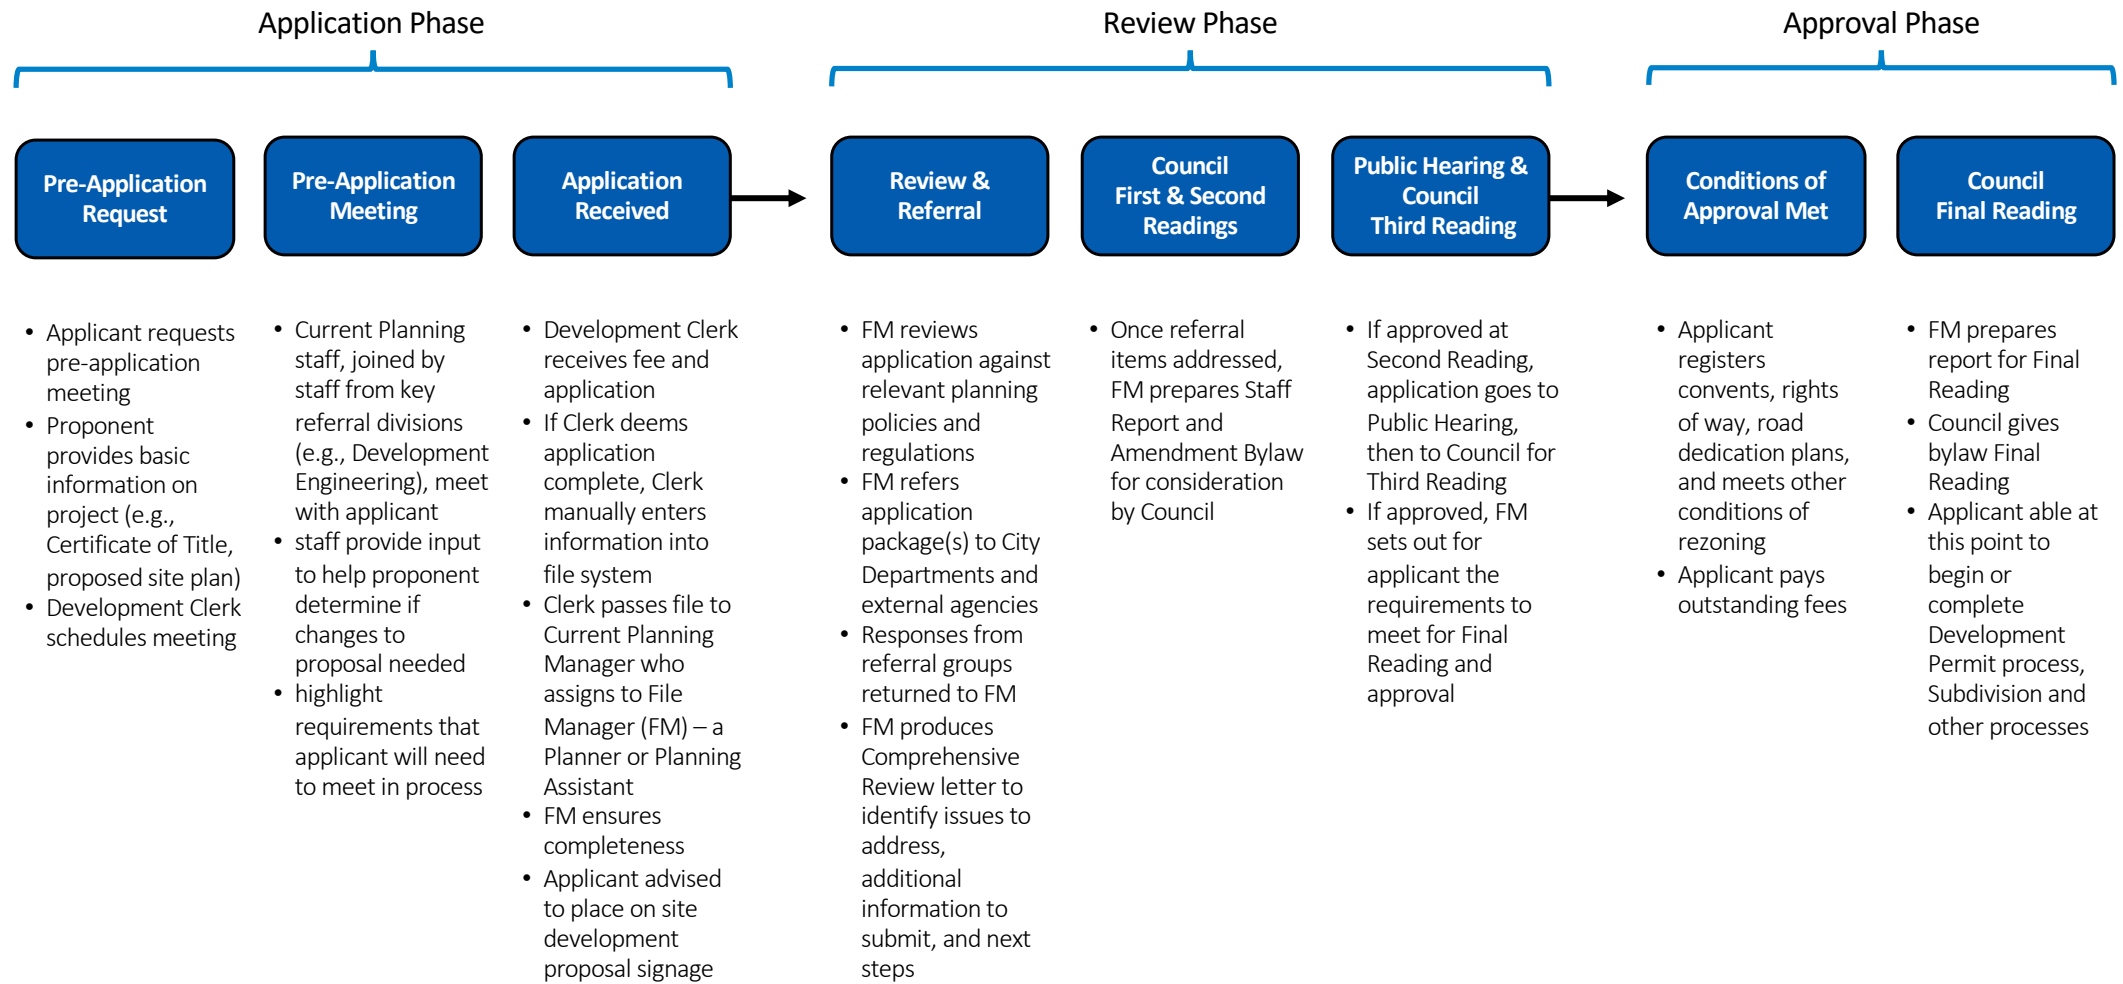 Application Phase
Review Phase
Approval Phase
Pre-Application
Request
Pre-Application
Meeting
Application
Received
Review &
Referral
Council
First & Second
Readings
Public Hearing &
Council
Third Reading
Conditions of
Approval Met
Council
Final Reading
• Applicant requests
pre-application
meeting
• Proponent
provides basic
information on
project (e.g.,
Certificate of Title,
proposed site plan)
• Development Clerk
schedules meeting
• Current Planning
staff, joined by
staff from key
referral divisions
(e.g., Development
Engineering), meet
with applicant
• staff provide input
to help proponent
determine if
changes to
proposal needed
• highlight
requirements that
applicant will need
to meet in process
• Development Clerk
receives fee and
application
• If Clerk deems
application
complete, Clerk
manually enters
information into
file system
• Clerk passes file to
Current Planning
Manager who
assigns to File
Manager (FM) – a
Planner or Planning
Assistant
• FM ensures
completeness
• Applicant advised
to place on site
development
proposal signage
• FM reviews
application against
relevant planning
policies and
regulations
• FM refers
application
package(s) to City
Departments and
external agencies
• Responses from
referral groups
returned to FM
• FM produces
Comprehensive
Review letter to
identify issues to
address,
additional
information to
submit, and next
steps
• Once referral
items addressed,
FM prepares Staff
Report and
Amendment Bylaw
for consideration
by Council
• If approved at
Second Reading,
application goes to
Public Hearing,
then to Council for
Third Reading
• If approved, FM
sets out for
applicant the
requirements to
meet for Final
Reading and
approval
• Applicant
registers
convents, rights
of way, road
dedication plans,
and meets other
conditions of
rezoning
• Applicant pays
outstanding fees
• FM prepares
report for Final
Reading
• Council gives
bylaw Final
Reading
• Applicant able at
this point to
begin or
complete
Development
Permit process,
Subdivision and
other processes